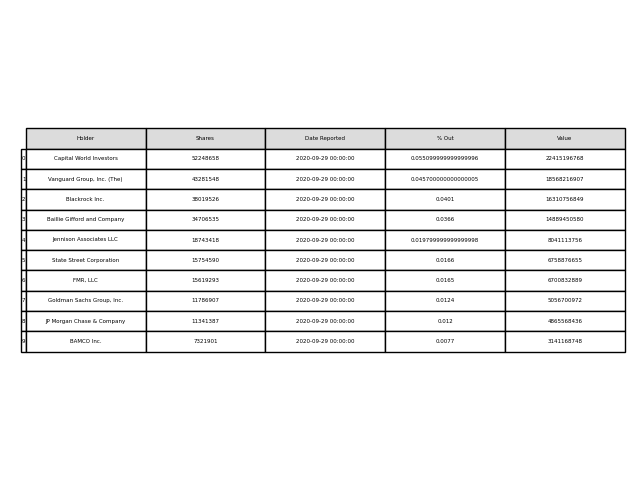 Holder Shares Date Reported % Out Value
0 Capital World Investors 52248658 2020-09-29 00:00:00 0.055099999999999996 22415196768
1 Vanguard Group, Inc. (The) 43281548 2020-09-29 00:00:00 0.045700000000000005 18568216907
2 Blackrock Inc. 38019526 2020-09-29 00:00:00 0.0401 16310756849
3 Baillie Gifford and Company 34706535 2020-09-29 00:00:00 0.0366 14889450580
4 Jennison Associates LLC 18743418 2020-09-29 00:00:00 0.019799999999999998 8041113756
5 State Street Corporation 15754590 2020-09-29 00:00:00 0.0166 6758876655
6 FMR, LLC 15619293 2020-09-29 00:00:00 0.0165 6700832889
7 Goldman Sachs Group, Inc. 11786907 2020-09-29 00:00:00 0.0124 5056700972
8 JP Morgan Chase & Company 11341387 2020-09-29 00:00:00 0.012 4865568436
9 BAMCO Inc. 7321901 2020-09-29 00:00:00 0.0077 3141168748